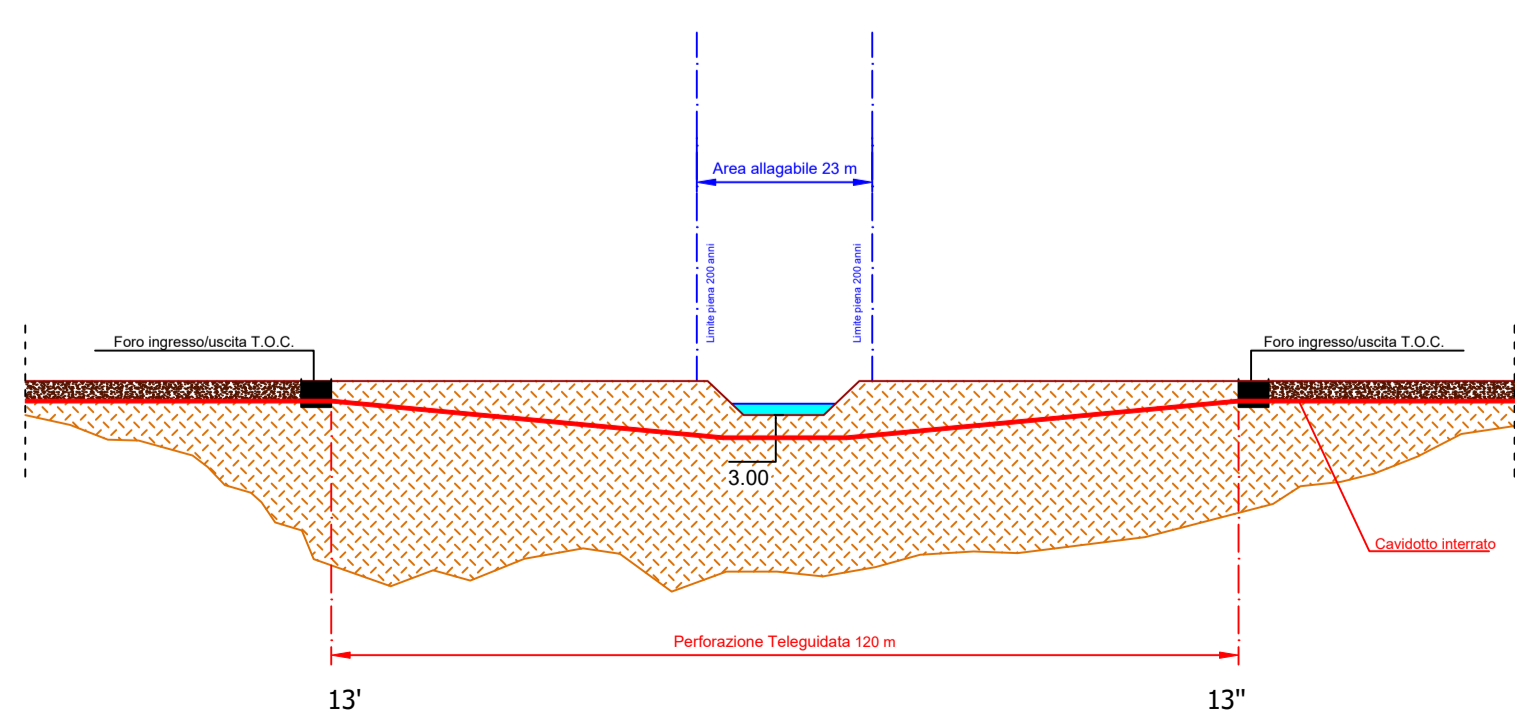 Area allagabile 23 m
Limite piena 200 anni
Limite piena 200 anni
Foro ingresso/uscita T.O.C.
Foro ingresso/uscita T.O.C.
3.00
Cavidotto interrato
Perforazione Teleguidata 120 m
13'
13"